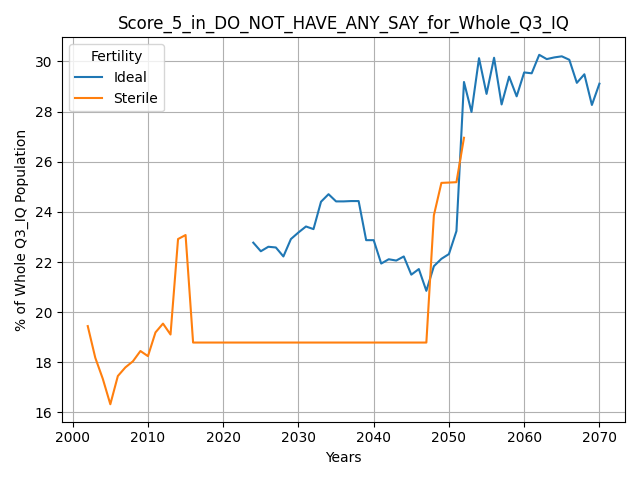 Score_5_in_DO_NOT_HAVE_ANY_SAY_for_Whole_Q3_IQ
Fertility
Ideal
Sterile
% of Whole Q3_IQ Population
30
28
26
24
22
20
18
16
2000 2010 2020 2030 2040 2050 2060 2070
Years